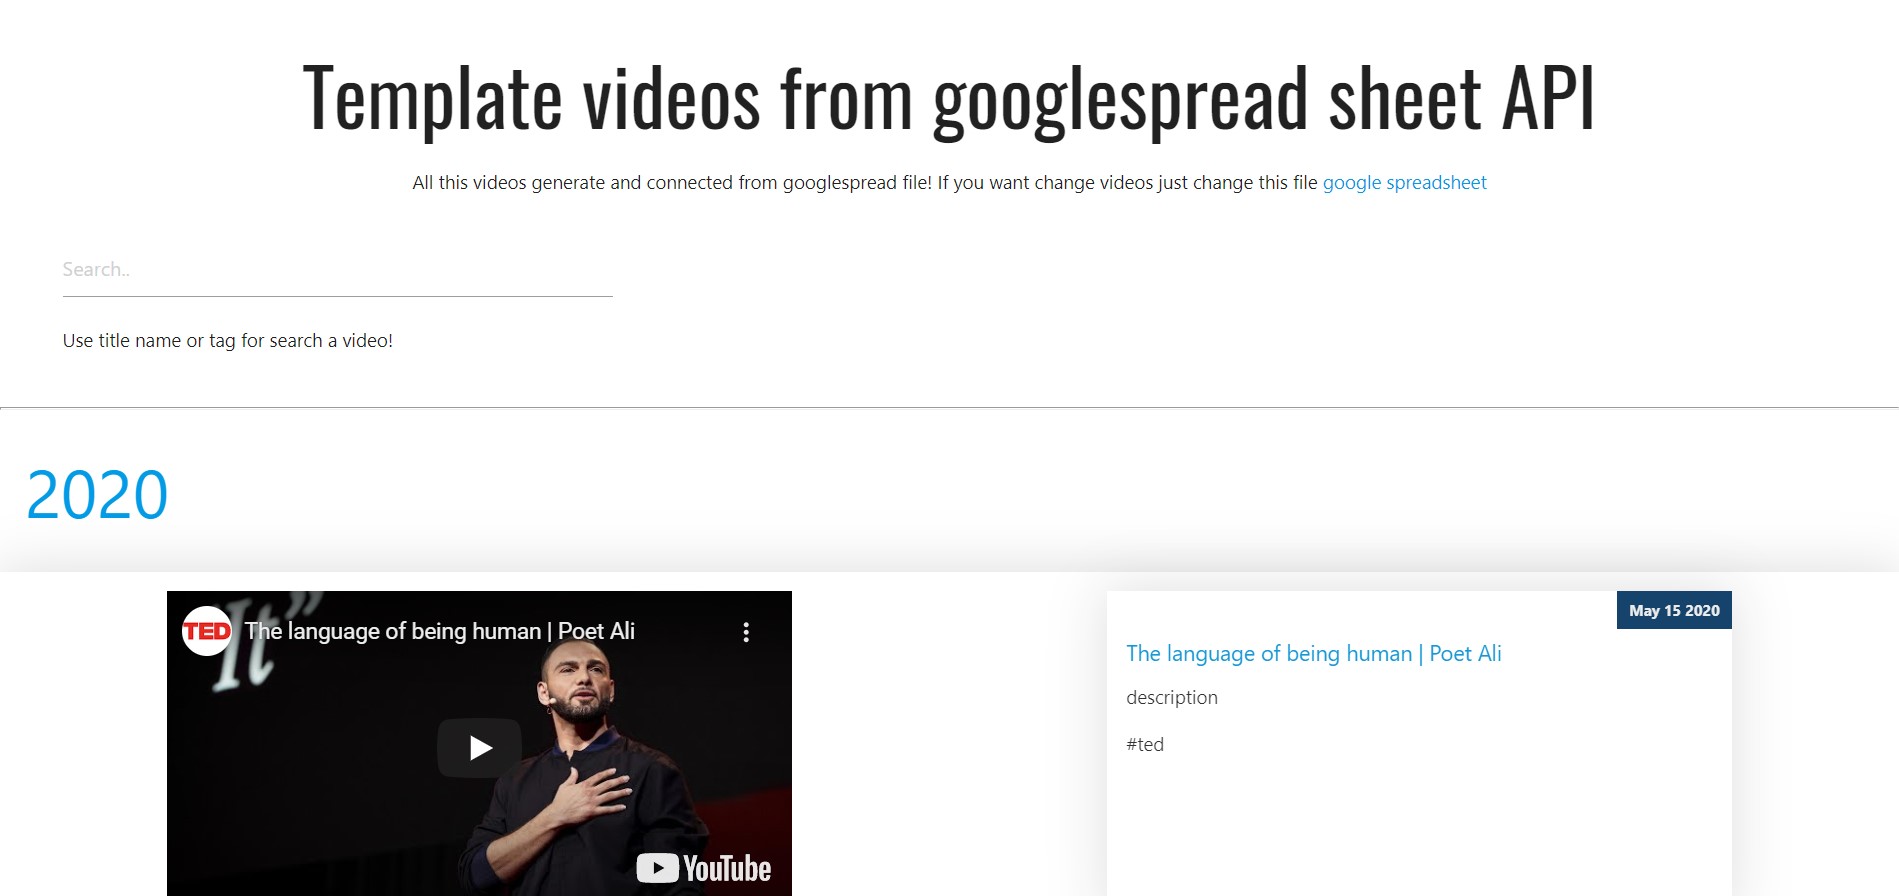 Template videos from googlespread sheet API
All this videos generate and connected from googlespread file! If you want change videos just change this file google spreadsheet
Search..
Use title name or tag for search a video!
2020
It”
TED The language of being human | Poet Ali
YouTube
May 15 2020
The language of being human | Poet Ali
description
#ted